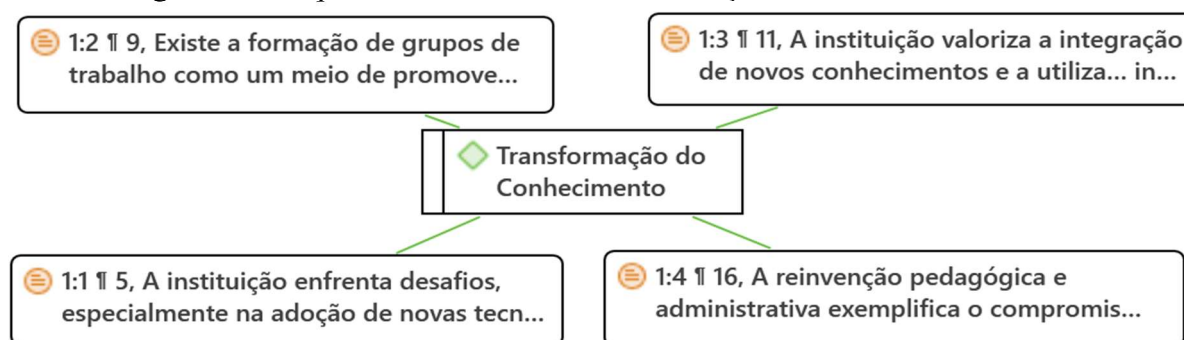 1:2 ¶ 9, Existe a formação de grupos de
trabalho como um meio de promove...
1:3 ¶ 11, A instituição valoriza a integração
de novos conhecimentos e a utiliza... in...
Transformação do
Conhecimento
1:1 ¶ 5, A instituição enfrenta desafios,
especialmente na adoção de novas tecn...
1:4 ¶ 16, A reinvenção pedagógica e
administrativa exemplifica o compromis...